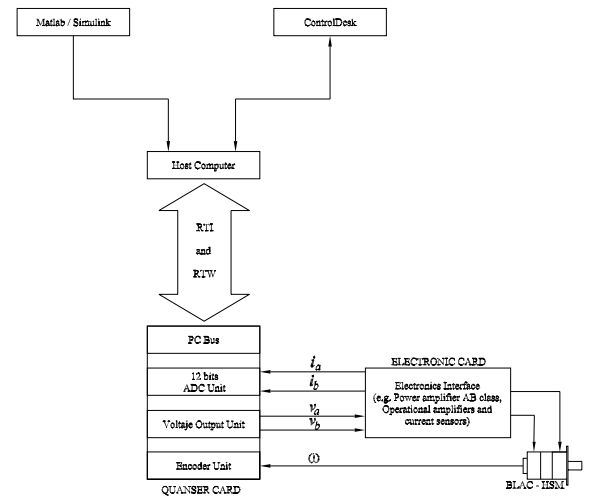 Matlab / Simulink
ControlDesk
Host Computer
RTI
and
RTW
PC Bus
12 bits
ADC Unit
Voltaje Output Unit
Encoder Unit
QUANSER CARD
i_a
i_b
v_a
v_b
ω
ELECTRONIC CARD
Electronics Interface
(e.g. Power amplifier AB class,
Operational amplifiers and
current sensors)
BLAC - HSM